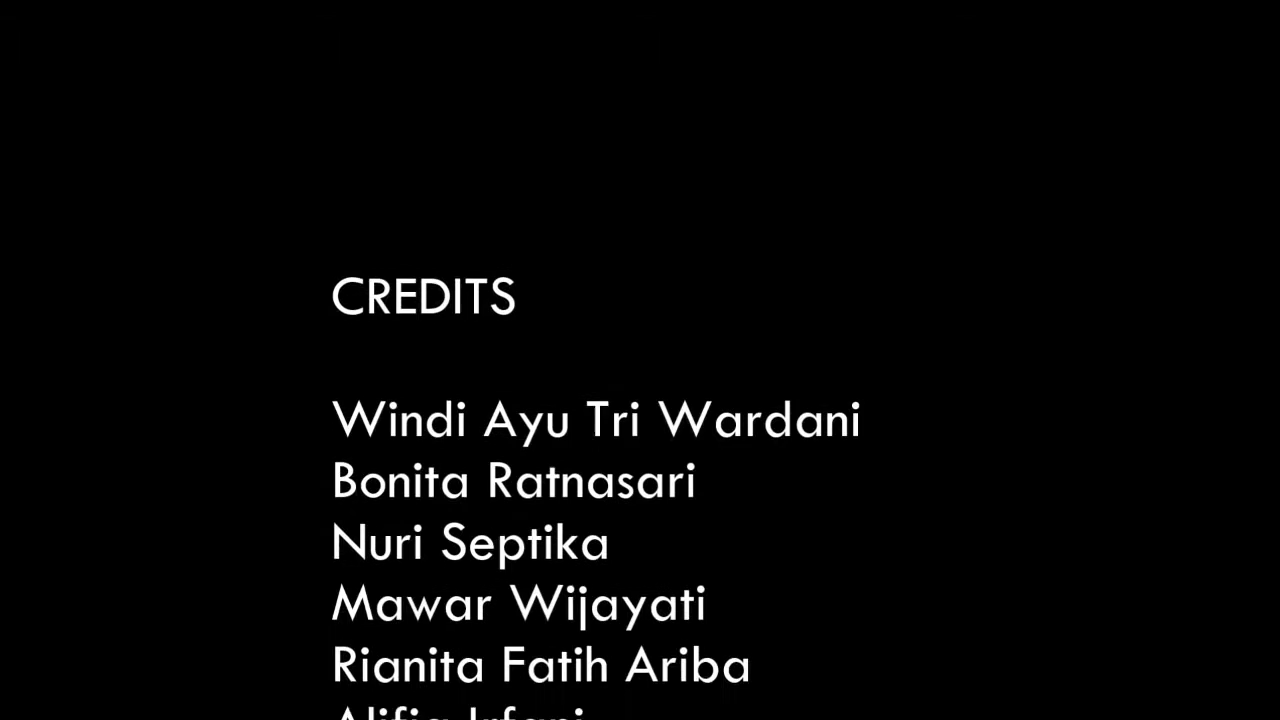 CREDITS
Windi Ayu Tri Wardani
Bonita Ratnasari
Nuri Septika
Mawar Wijayati
Rianita Fatih Ariba